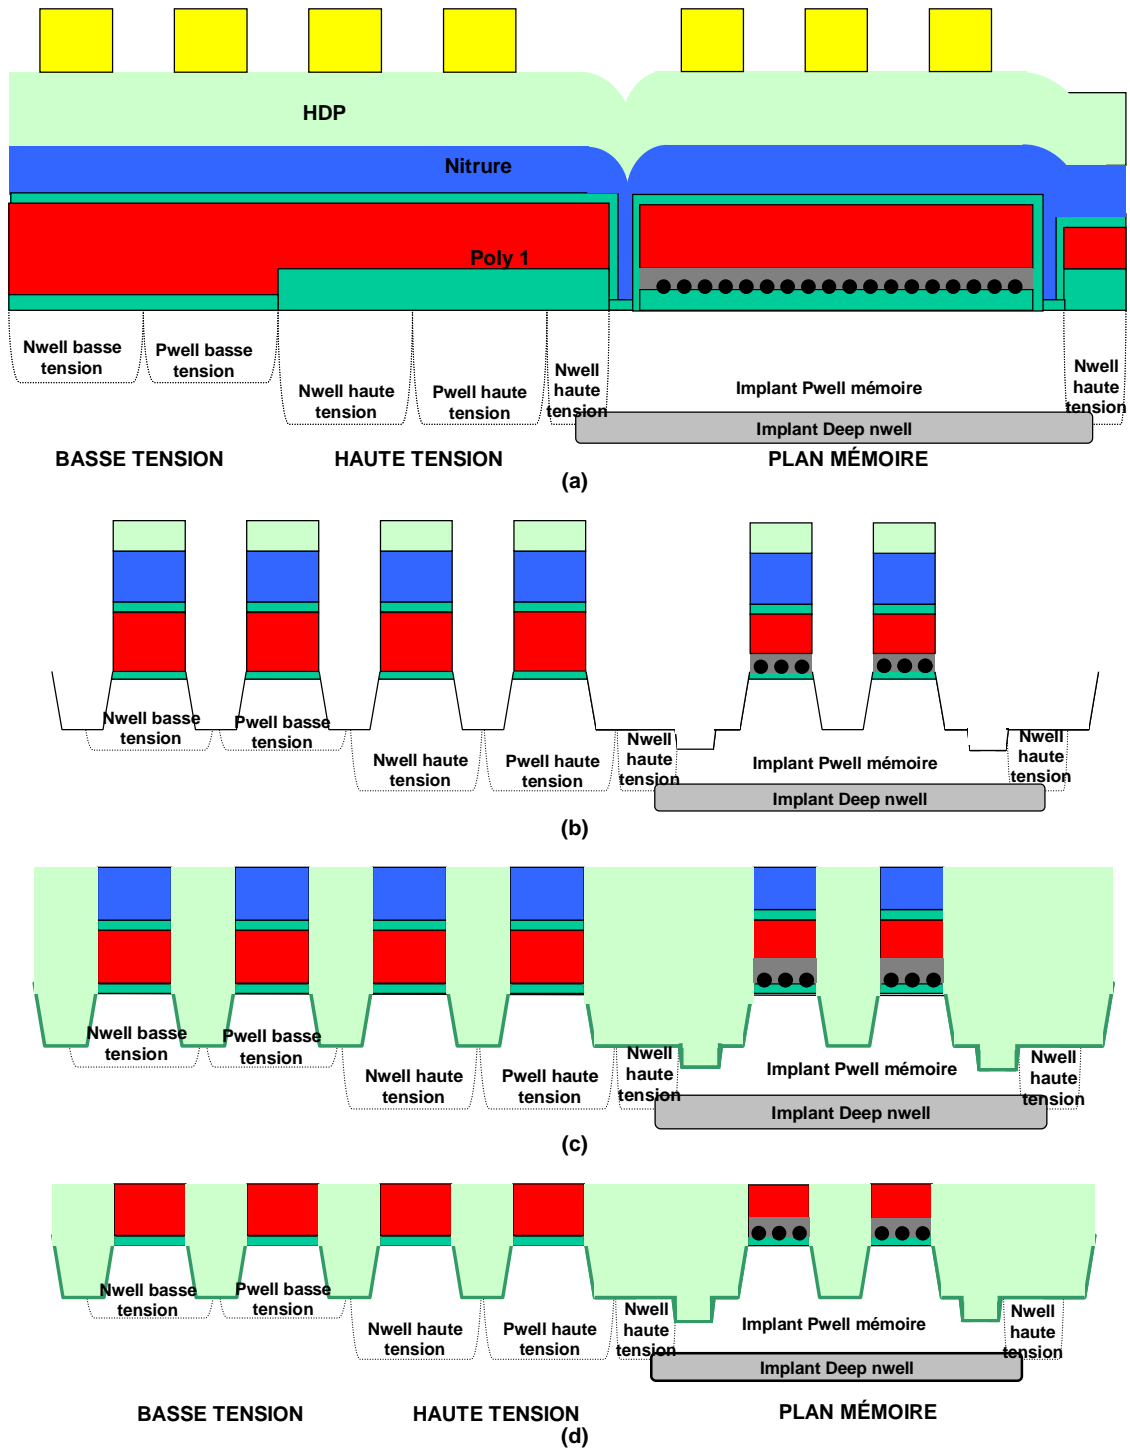 HDP
Nitrure
Poly 1
Nwell basse
tension
Pwell basse
tension
Nwell haute
tension
Pwell haute
tension
Nwell
haute
tension
Implant Pwell mémoire
Implant Deep nwell
Nwell
haute
tension
BASSE TENSION
HAUTE TENSION
PLAN MÉMOIRE
(a)
Nwell basse
tension
Pwell basse
tension
Nwell haute
tension
Pwell haute
tension
Nwell
haute
tension
Implant Pwell mémoire
Implant Deep nwell
Nwell
haute
tension
(b)
Nwell basse
tension
Pwell basse
tension
Nwell haute
tension
Pwell haute
tension
Nwell
haute
tension
Implant Pwell mémoire
Implant Deep nwell
Nwell
haute
tension
(c)
Nwell basse
tension
Pwell basse
tension
Nwell haute
tension
Pwell haute
tension
Nwell
haute
tension
Implant Pwell mémoire
Implant Deep nwell
Nwell
haute
tension
BASSE TENSION
HAUTE TENSION
PLAN MÉMOIRE
(d)